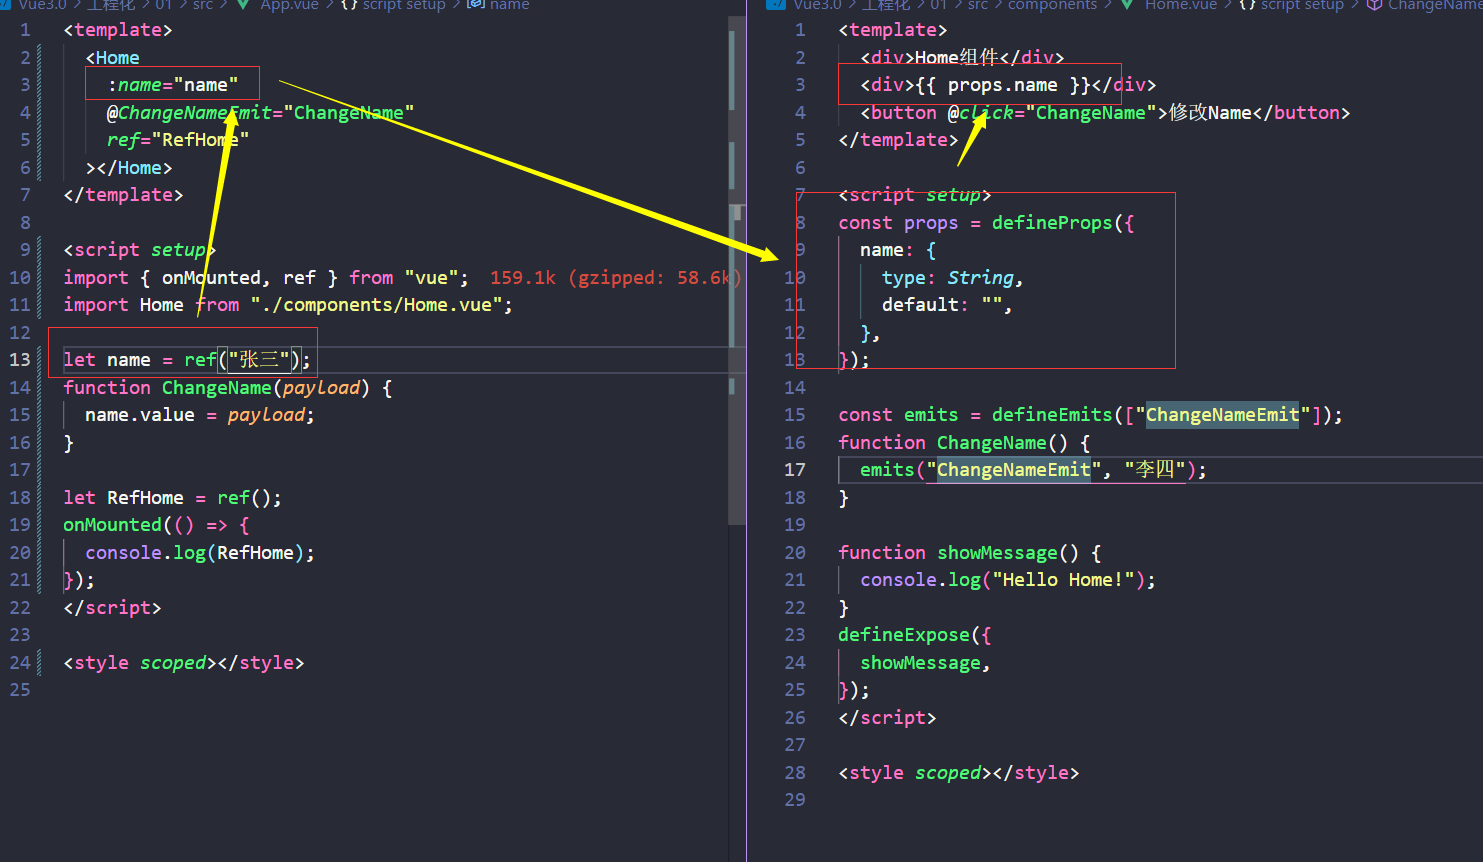 Vue3.0 > 工程化 > 01 > src > App.vue > {} script setup > name
1 <template>
2 <Home
3 :name="name"
4 @ChangeNameEmit="ChangeName"
5 ref="RefHome"
6 ></Home>
7 </template>
8
9 <script setup>
10 import { onMounted, ref } from "vue"; 159.1k (gzipped: 58.6k)
11 import Home from "./components/Home.vue";
12
13 let name = ref("张三");
14 function ChangeName(payload) {
15 name.value = payload;
16 }
17
18 let RefHome = ref();
19 onMounted(() => {
20 console.log(RefHome);
21 });
22 </script>
23
24 <style scoped></style>
25
Vue3.0 > 工程化 > 01 > src > components > Home.vue > {} script setup > ChangeName
1 <template>
2 <div>Home组件</div>
3 <div>{{ props.name }}</div>
4 <button @click="ChangeName">修改Name</button>
5 </template>
6
7 <script setup>
8 const props = defineProps({
9 name: {
10 type: String,
11 default: "",
12 },
13 });
14
15 const emits = defineEmits(["ChangeNameEmit"]);
16 function ChangeName() {
17 emits("ChangeNameEmit", "李四");
18 }
19
20 function showMessage() {
21 console.log("Hello Home!");
22 }
23 defineExpose({
24 showMessage,
25 });
26 </script>
27
28 <style scoped></style>
29